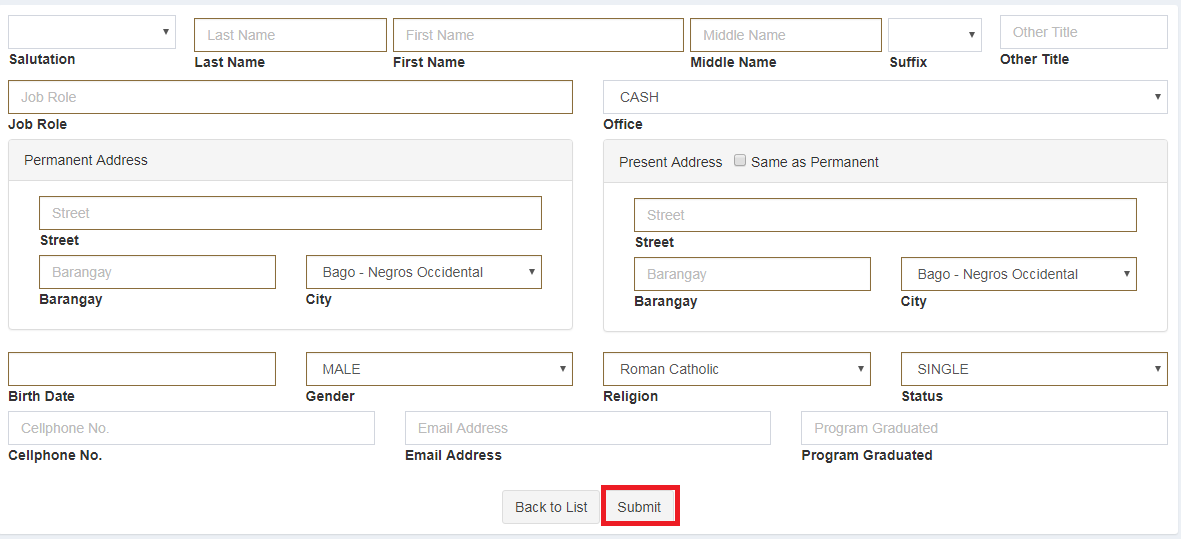 Last Name First Name Middle Name Other Title
Salutation Last Name First Name Middle Name Suffix Other Title
Job Role CASH
Job Role Office
Permanent Address Present Address Same as Permanent
Street Street
Street Street
Barangay Bago - Negros Occidental Barangay Bago - Negros Occidental
Barangay City Barangay City
MALE Roman Catholic SINGLE
Birth Date Gender Religion Status
Cellphone No. Email Address Program Graduated
Cellphone No. Email Address Program Graduated
Back to List Submit